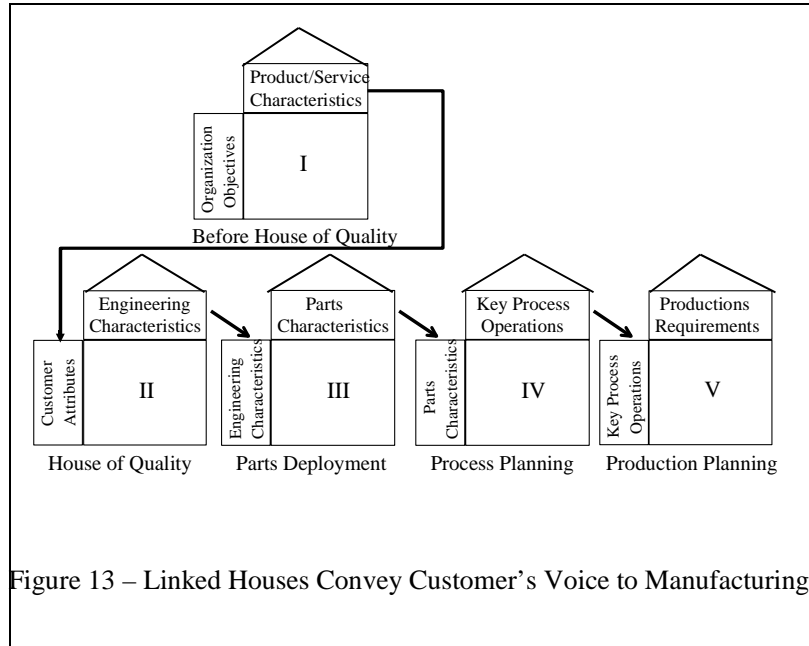 Product/Service
Characteristics
Organization
Objectives
I
Before House of Quality
Engineering
Characteristics
Customer
Attributes
II
House of Quality
Parts
Characteristics
Engineering
Characteristics
III
Parts Deployment
Key Process
Operations
Parts
Characteristics
IV
Process Planning
Productions
Requirements
Key Process
Operations
V
Production Planning
Figure 13 – Linked Houses Convey Customer’s Voice to Manufacturing